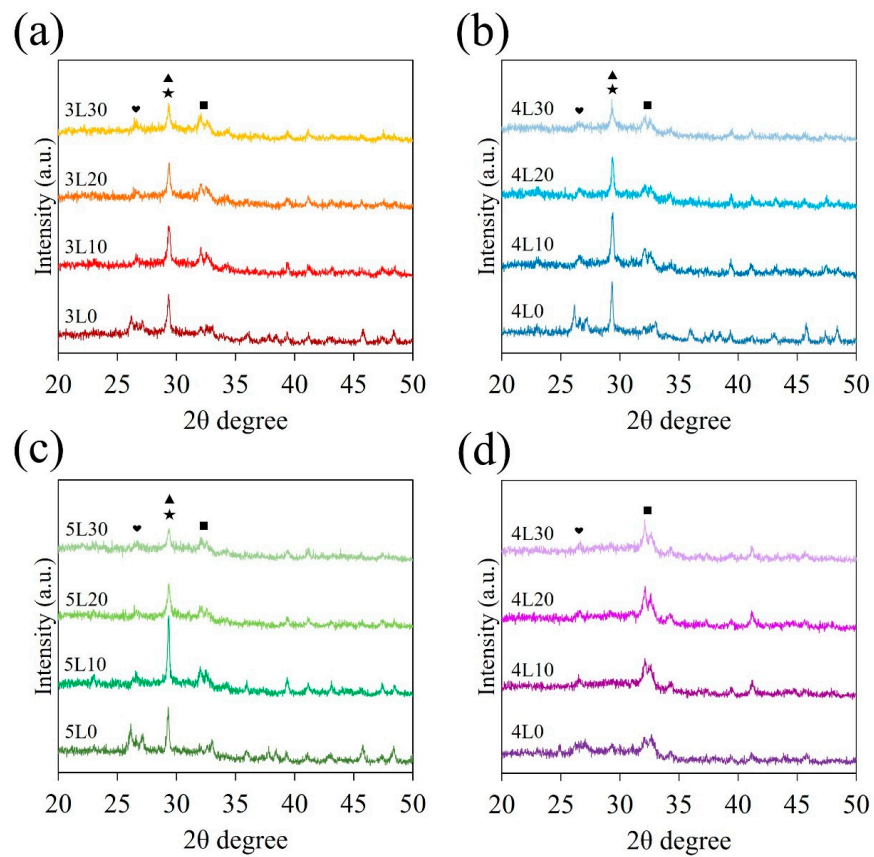 (a)
3L30
3L20
3L10
3L0
Intensity (a.u.)
20 25 30 35 40 45 50
2θ degree
(b)
4L30
4L20
4L10
4L0
Intensity (a.u.)
20 25 30 35 40 45 50
2θ degree
(c)
5L30
5L20
5L10
5L0
Intensity (a.u.)
20 25 30 35 40 45 50
2θ degree
(d)
4L30
4L20
4L10
4L0
Intensity (a.u.)
20 25 30 35 40 45 50
2θ degree